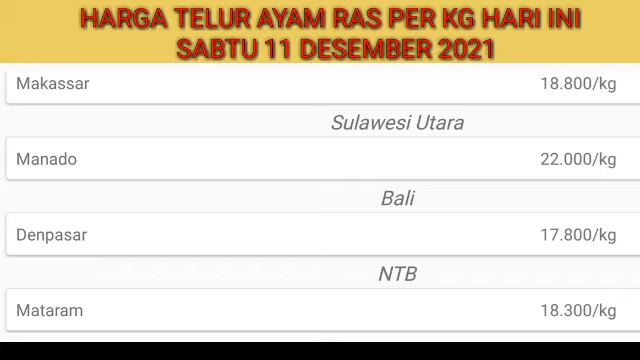 HARGA TELUR AYAM RAS PER KG HARI INI
SABTU 11 DESEMBER 2021
Makassar 18.800/kg
Sulawesi Utara
Manado 22.000/kg
Bali
Denpasar 17.800/kg
NTB
Mataram 18.300/kg